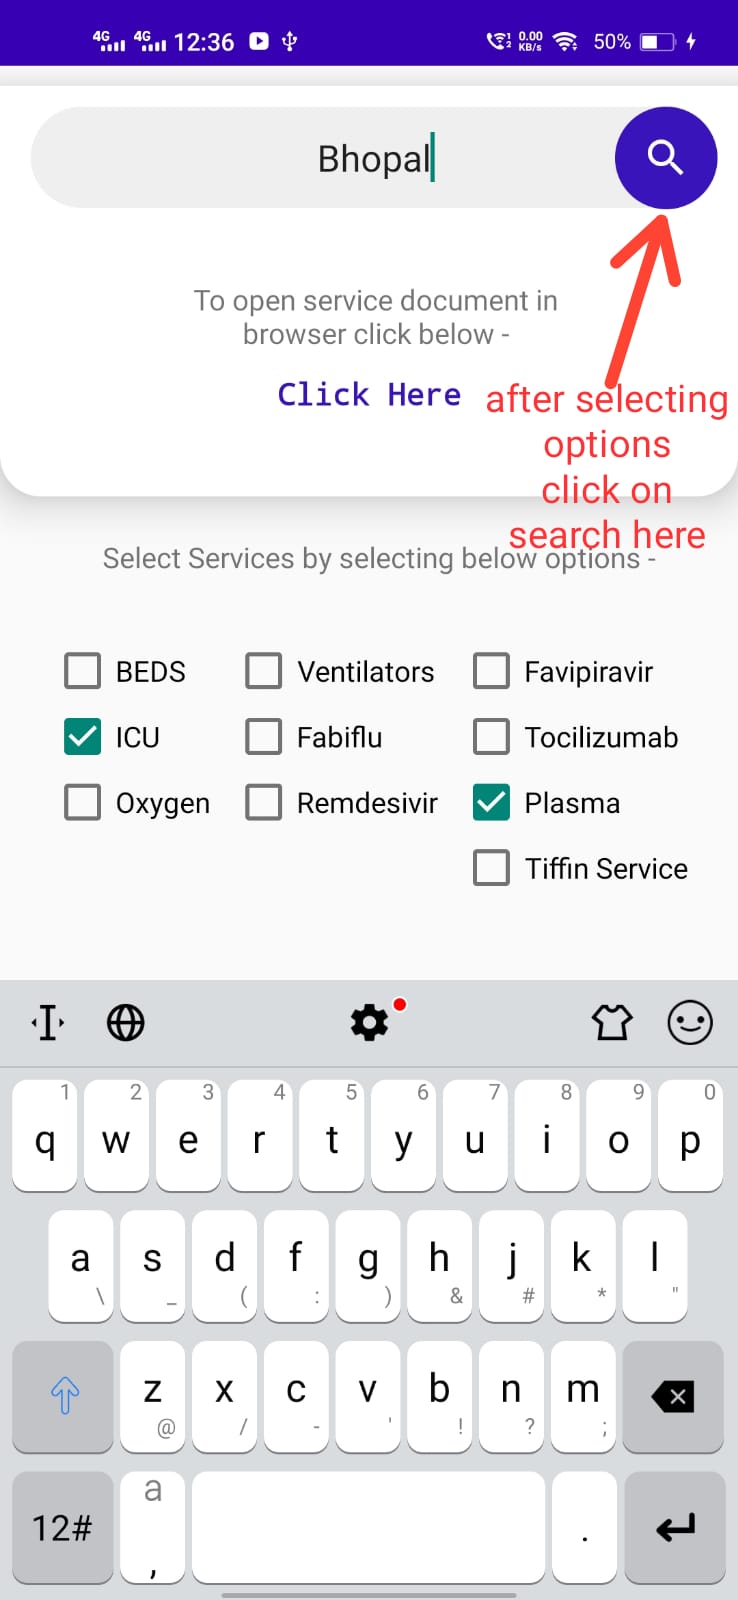 4G 4G 12:36 2 0.00 KB/s 50%
Bhopal
To open service document in
browser click below -
Click Here
after selecting
options
click on
search here
Select Services by selecting below options -
BEDS Ventilators Favipiravir
ICU Fabiflu Tocilizumab
Oxygen Remdesivir Plasma
Tiffin Service
1 2 3 4 5 6 7 8 9 0
q w e r t y u i o p
a s d f g h j k l
\ _ ( : ) & # * "
z x c v b n m
@ / - ' ! ? ;
12# a , .